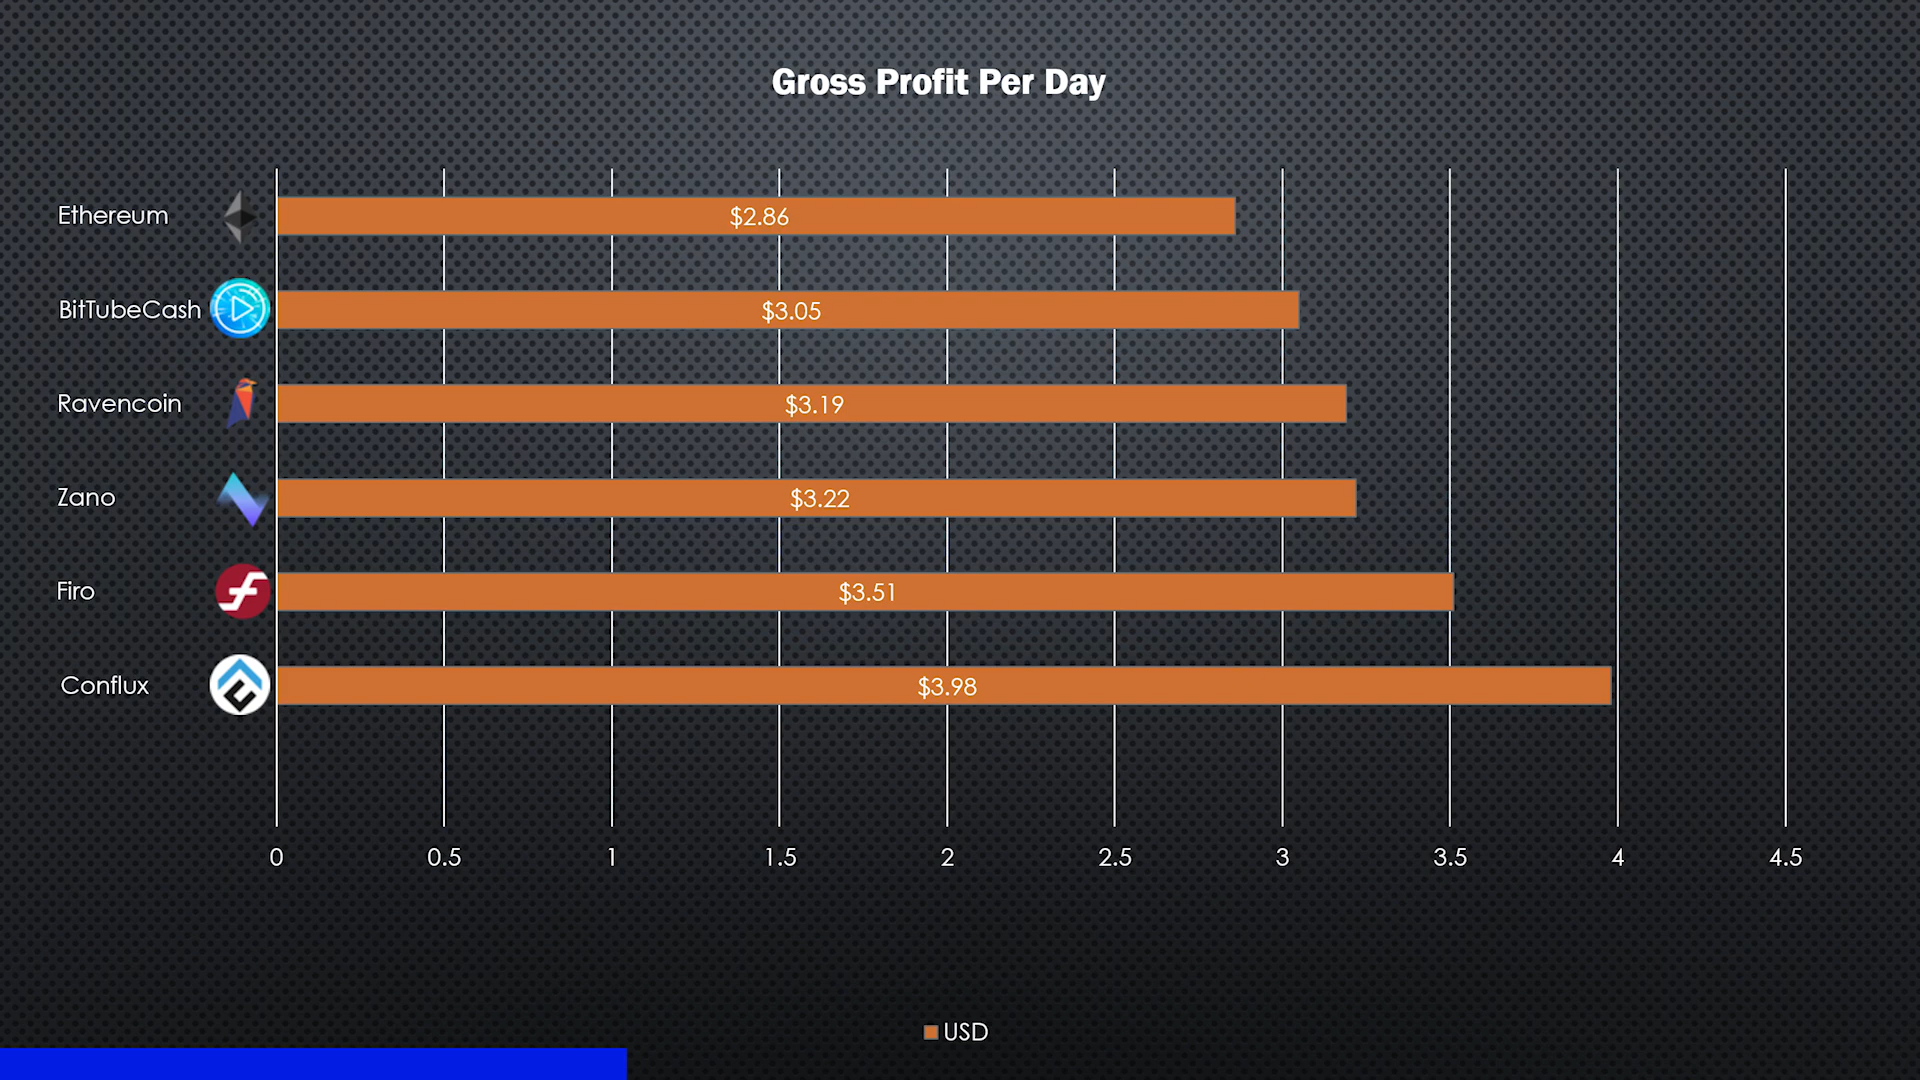 Gross Profit Per Day
Ethereum $2.86
BitTubeCash $3.05
Ravencoin $3.19
Zano $3.22
Firo $3.51
Conflux $3.98
0 0.5 1 1.5 2 2.5 3 3.5 4 4.5
USD